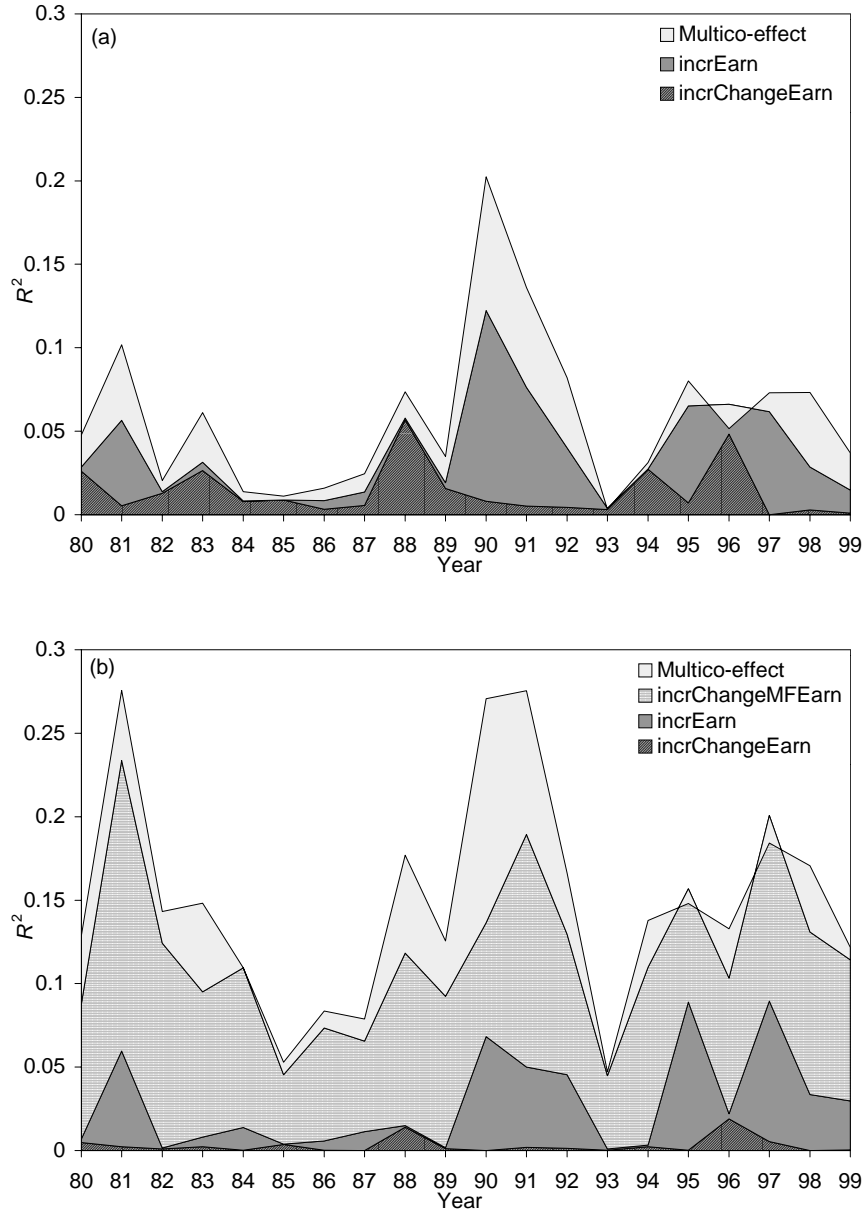 0.3
(a)
Multico-effect
incrEarn
incrChangeEarn
0.25
0.2
0.15
R²
0.1
0.05
0
80 81 82 83 84 85 86 87 88 89 90 91 92 93 94 95 96 97 98 99
Year
0.3
(b)
Multico-effect
incrChangeMFEarn
incrEarn
incrChangeEarn
0.25
0.2
0.15
R²
0.1
0.05
0
80 81 82 83 84 85 86 87 88 89 90 91 92 93 94 95 96 97 98 99
Year